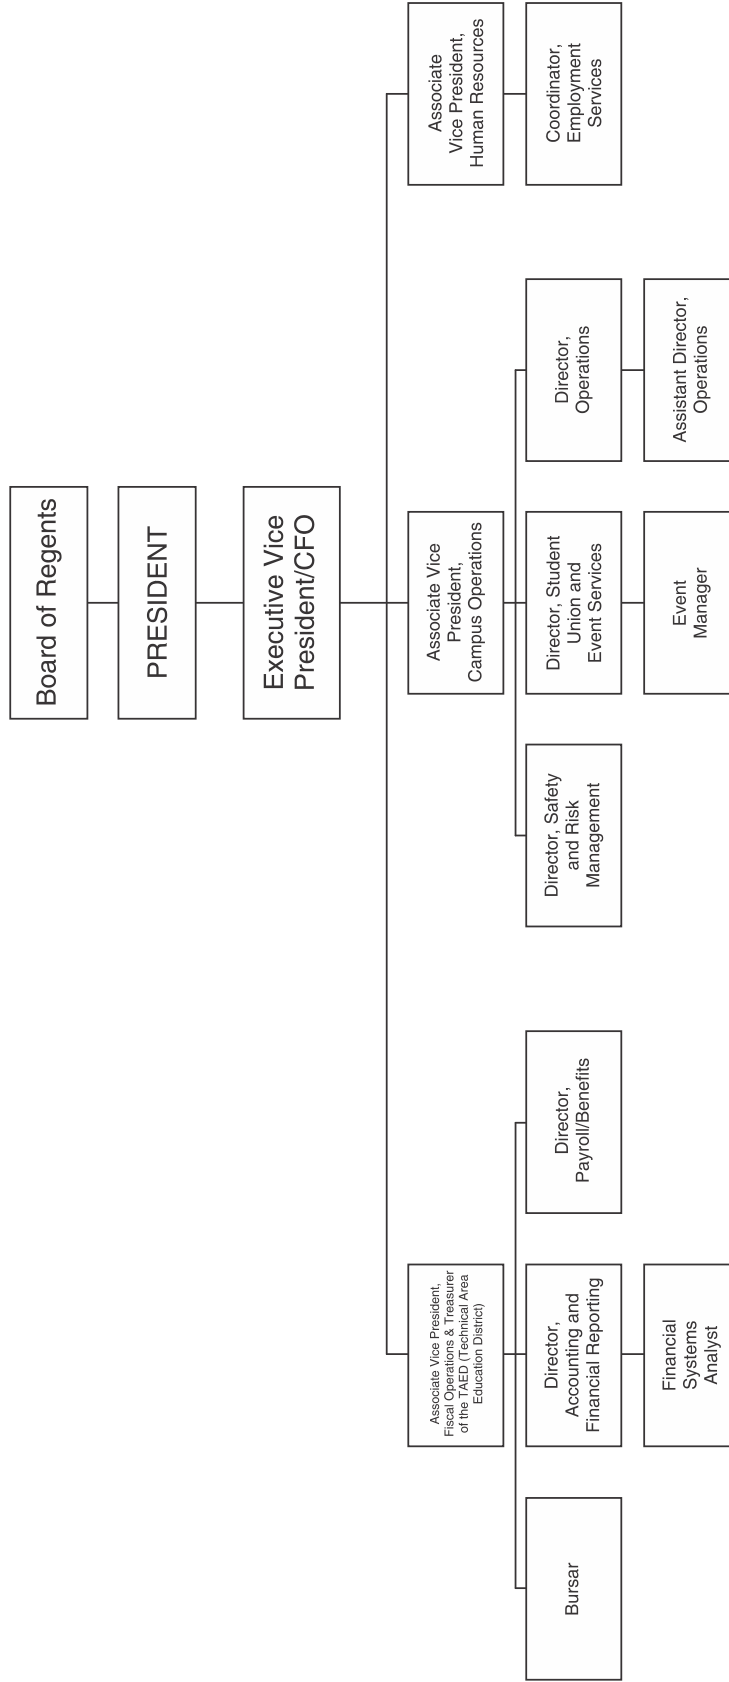 Board of Regents
PRESIDENT
Executive Vice
President/CFO
Associate Vice President,
Fiscal Operations & Treasurer
of the TAED (Technical Area
Education District)
Associate Vice
President,
Campus Operations
Associate
Vice President,
Human Resources
Bursar
Director,
Accounting and
Financial Reporting
Director,
Payroll/Benefits
Director, Safety
and Risk
Management
Director, Student
Union and
Event Services
Director,
Operations
Coordinator,
Employment
Services
Financial
Systems
Analyst
Event
Manager
Assistant Director,
Operations